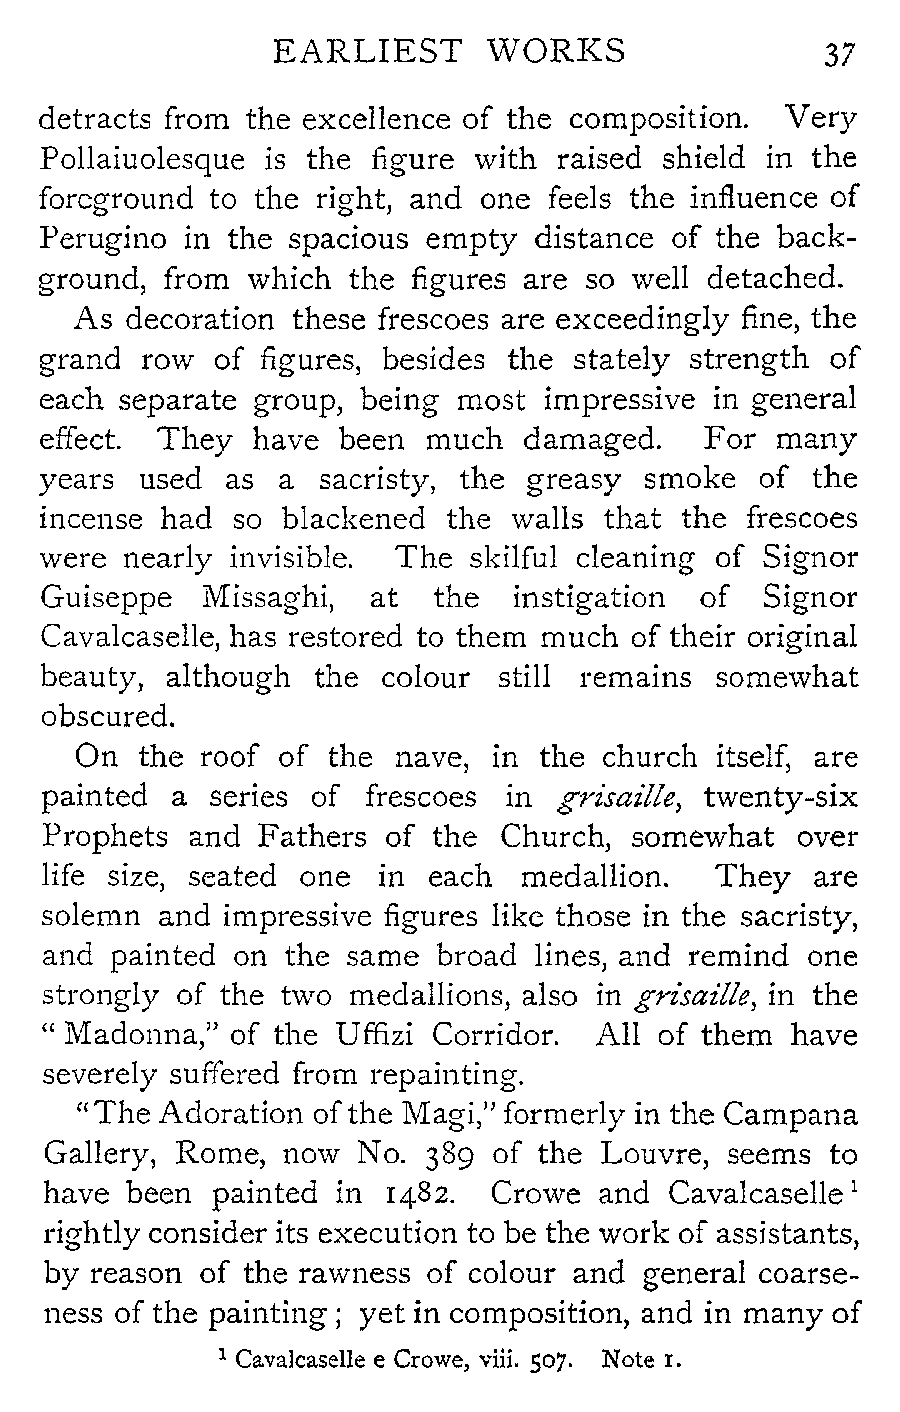 EARLIEST WORKS 37
detracts from the excellence of the composition. Very
Pollaiuolesque is the figure with raised shield in the
foreground to the right, and one feels the influence of
Perugino in the spacious empty distance of the back-
ground, from which the figures are so well detached.
As decoration these frescoes are exceedingly fine, the
grand row of figures, besides the stately strength of
each separate group, being most impressive in general
effect. They have been much damaged. For many
years used as a sacristy, the greasy smoke of the
incense had so blackened the walls that the frescoes
were nearly invisible. The skilful cleaning of Signor
Guiseppe Missaghi, at the instigation of Signor
Cavalcaselle, has restored to them much of their original
beauty, although the colour still remains somewhat
obscured.
On the roof of the nave, in the church itself, are
painted a series of frescoes in grisaille, twenty-six
Prophets and Fathers of the Church, somewhat over
life size, seated one in each medallion. They are
solemn and impressive figures like those in the sacristy,
and painted on the same broad lines, and remind one
strongly of the two medallions, also in grisaille, in the
“ Madonna,” of the Uffizi Corridor. All of them have
severely suffered from repainting.
“The Adoration of the Magi,” formerly in the Campana
Gallery, Rome, now No. 389 of the Louvre, seems to
have been painted in 1482. Crowe and Cavalcaselle ¹
rightly consider its execution to be the work of assistants,
by reason of the rawness of colour and general coarse-
ness of the painting ; yet in composition, and in many of
¹ Cavalcaselle e Crowe, viii. 507. Note 1.